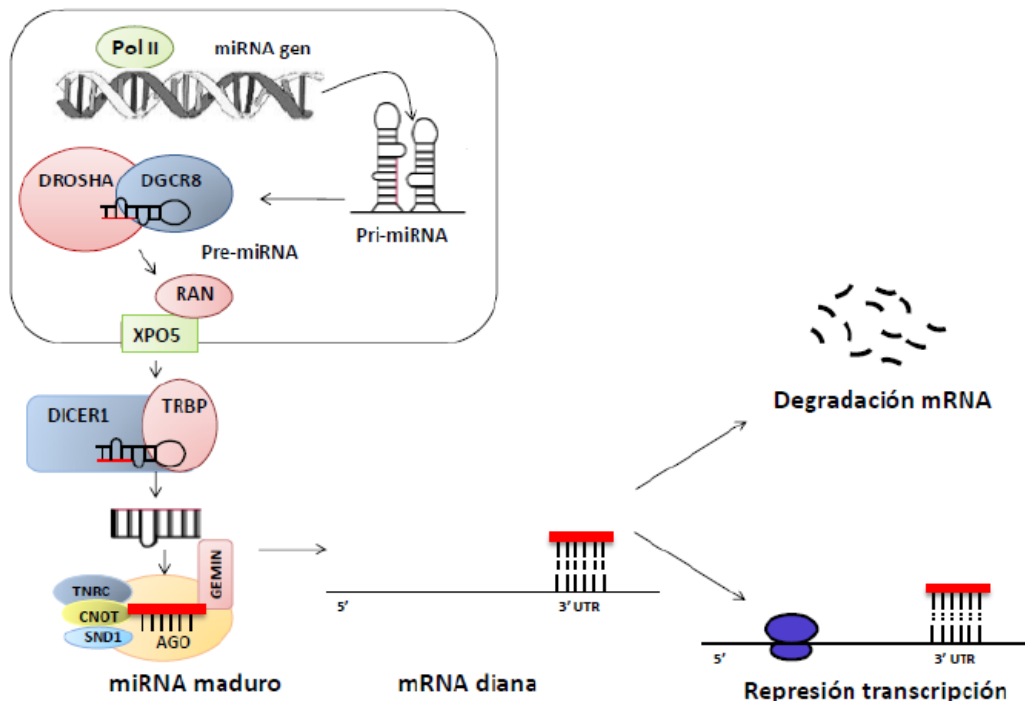 Pol II
miRNA gen
DROSHA
DGCR8
Pri-miRNA
Pre-miRNA
RAN
XPO5
DICER1
TRBP
Degradación mRNA
GEMIN
TNRC
CNOT
SND1
AGO
miRNA maduro
5’
3’ UTR
mRNA diana
5’
3’ UTR
Represión transcripción